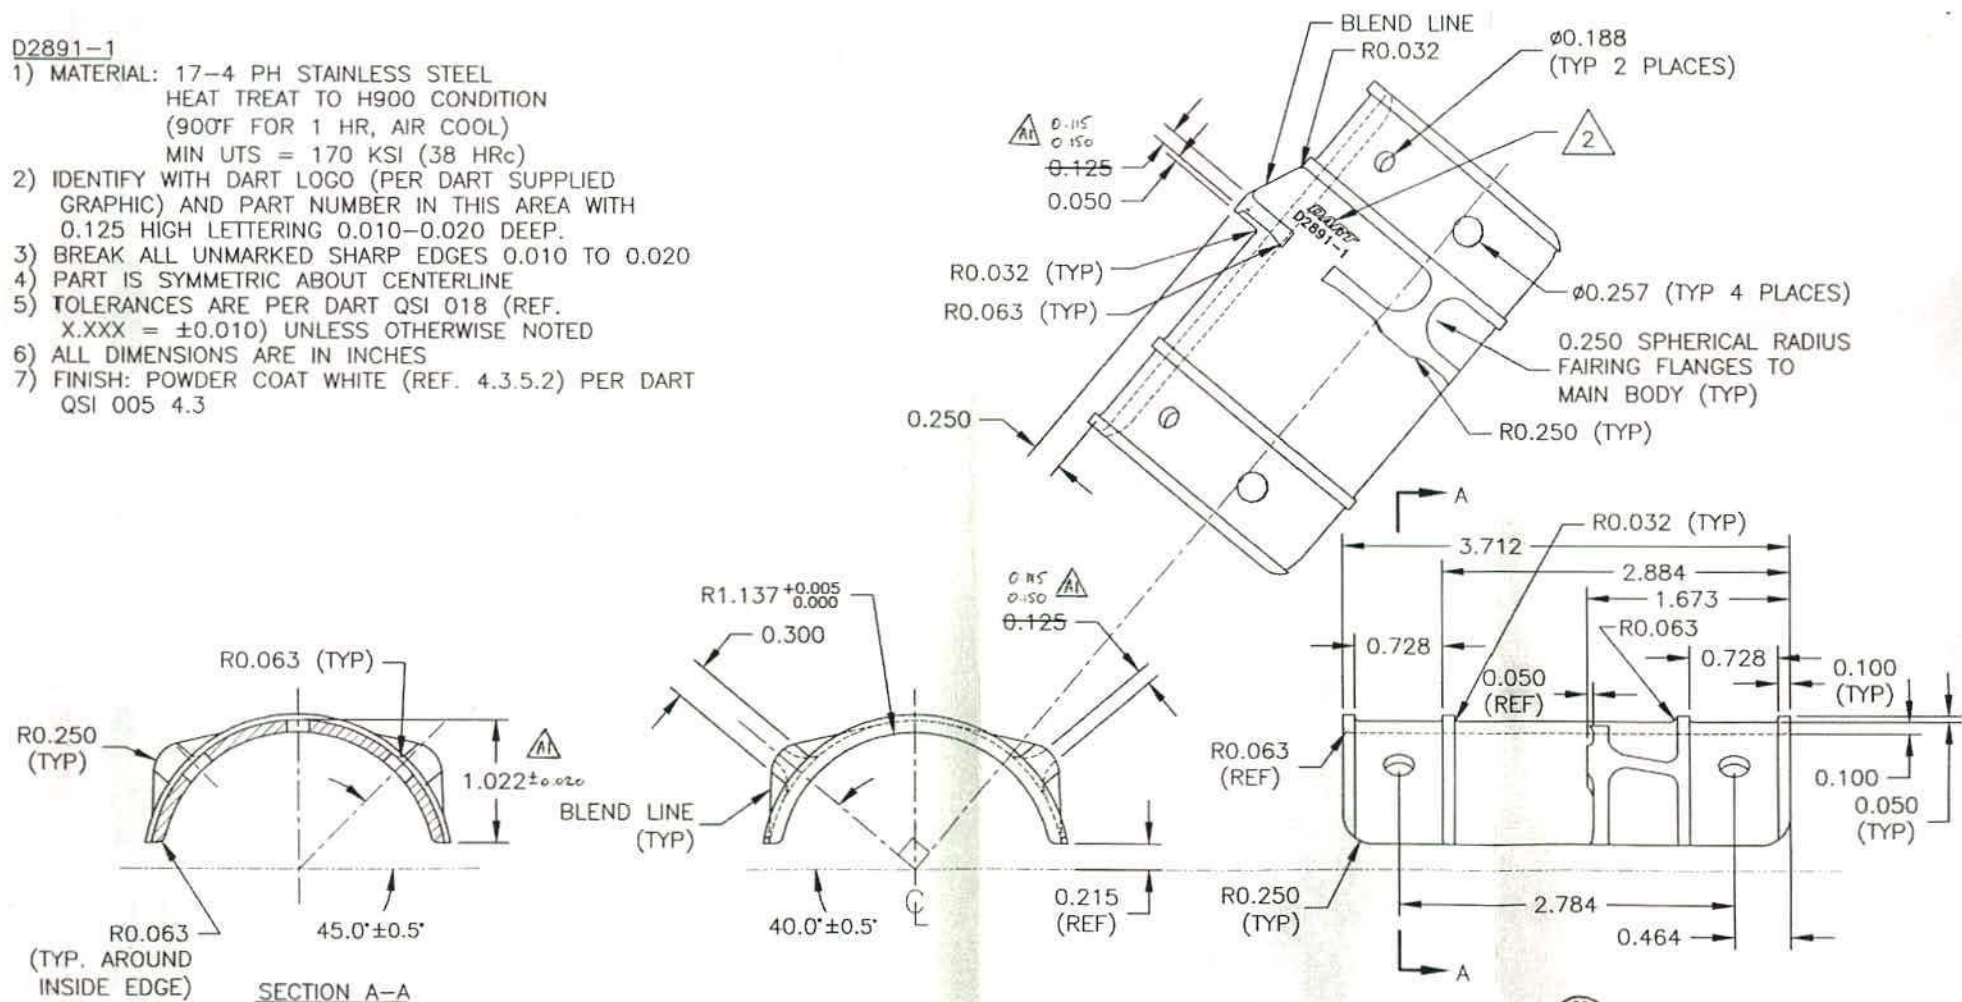 D2891-1
1) MATERIAL: 17-4 PH STAINLESS STEEL
HEAT TREAT TO H900 CONDITION
(900°F FOR 1 HR, AIR COOL)
MIN UTS = 170 KSI (38 HRc)
2) IDENTIFY WITH DART LOGO (PER DART SUPPLIED
GRAPHIC) AND PART NUMBER IN THIS AREA WITH
0.125 HIGH LETTERING 0.010-0.020 DEEP.
3) BREAK ALL UNMARKED SHARP EDGES 0.010 TO 0.020
4) PART IS SYMMETRIC ABOUT CENTERLINE
5) TOLERANCES ARE PER DART QSI 018 (REF.
X.XXX = ±0.010) UNLESS OTHERWISE NOTED
6) ALL DIMENSIONS ARE IN INCHES
7) FINISH: POWDER COAT WHITE (REF. 4.3.5.2) PER DART
QSI 005 4.3
BLEND LINE
R0.032
Ø0.188
(TYP 2 PLACES)
A1
0.115
0.150
0.125
0.050
2
DART
D2891-1
R0.032 (TYP)
R0.063 (TYP)
Ø0.257 (TYP 4 PLACES)
0.250 SPHERICAL RADIUS
FAIRING FLANGES TO
MAIN BODY (TYP)
R0.250 (TYP)
0.250
R0.063 (TYP)
R0.250
(TYP)
A1
1.022±0.020
R0.063
(TYP. AROUND
INSIDE EDGE)
45.0°±0.5°
SECTION A-A
R1.137 +0.005
0.000
0.300
0.115
0.150
A1
0.125
BLEND LINE
(TYP)
40.0°±0.5°
CL
0.215
(REF)
A
R0.032 (TYP)
3.712
2.884
1.673
R0.063
0.728
0.728
0.050
(REF)
0.100
(TYP)
R0.063
(REF)
0.100
0.050
(TYP)
R0.250
(TYP)
2.784
0.464
A